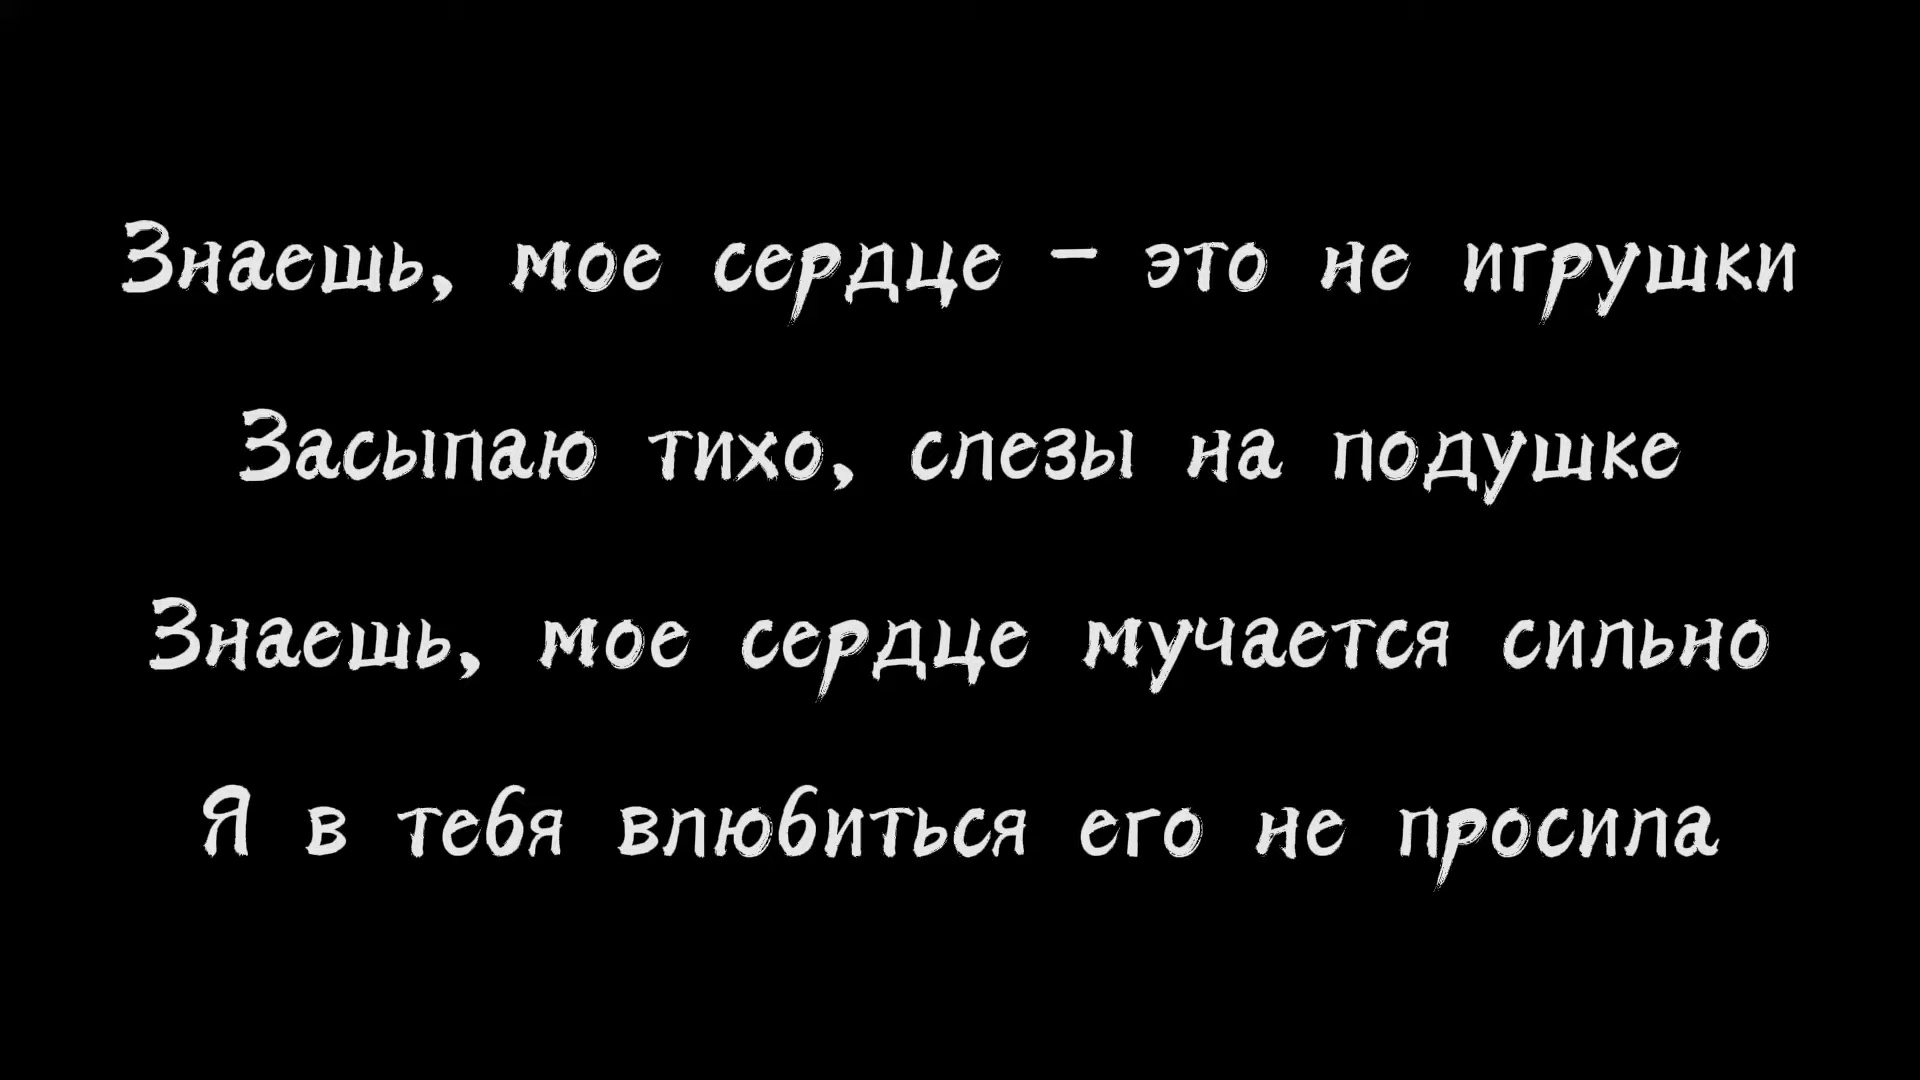 Знаешь, мое сердце - это не игрушки
Засыпаю тихо, слезы на подушке
Знаешь, мое сердце мучается сильно
Я в тебя влюбиться его не просила